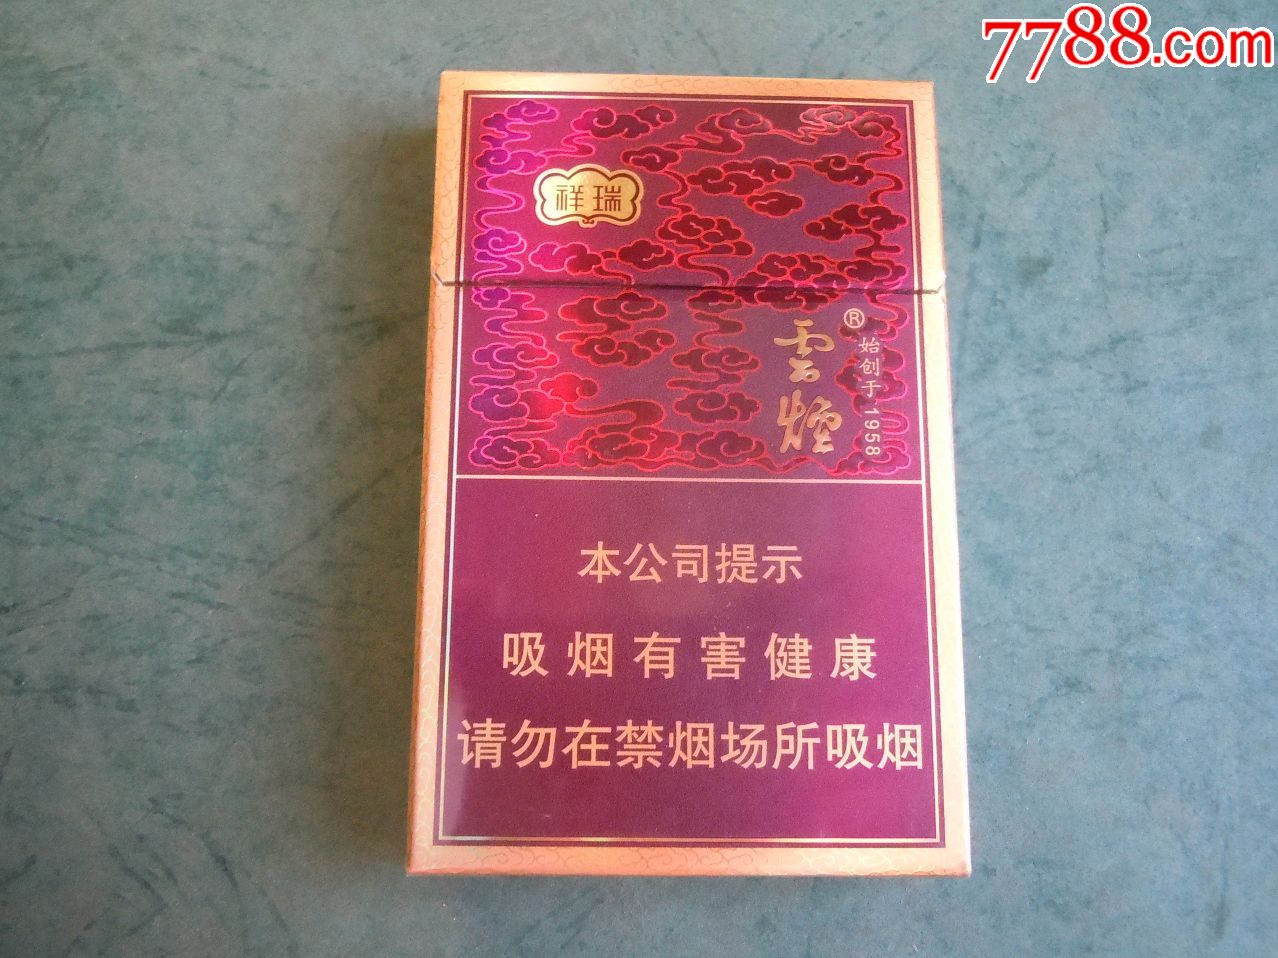 7788.com
祥瑞
雲煙
®
始创于1958
本公司提示
吸烟有害健康
请勿在禁烟场所吸烟